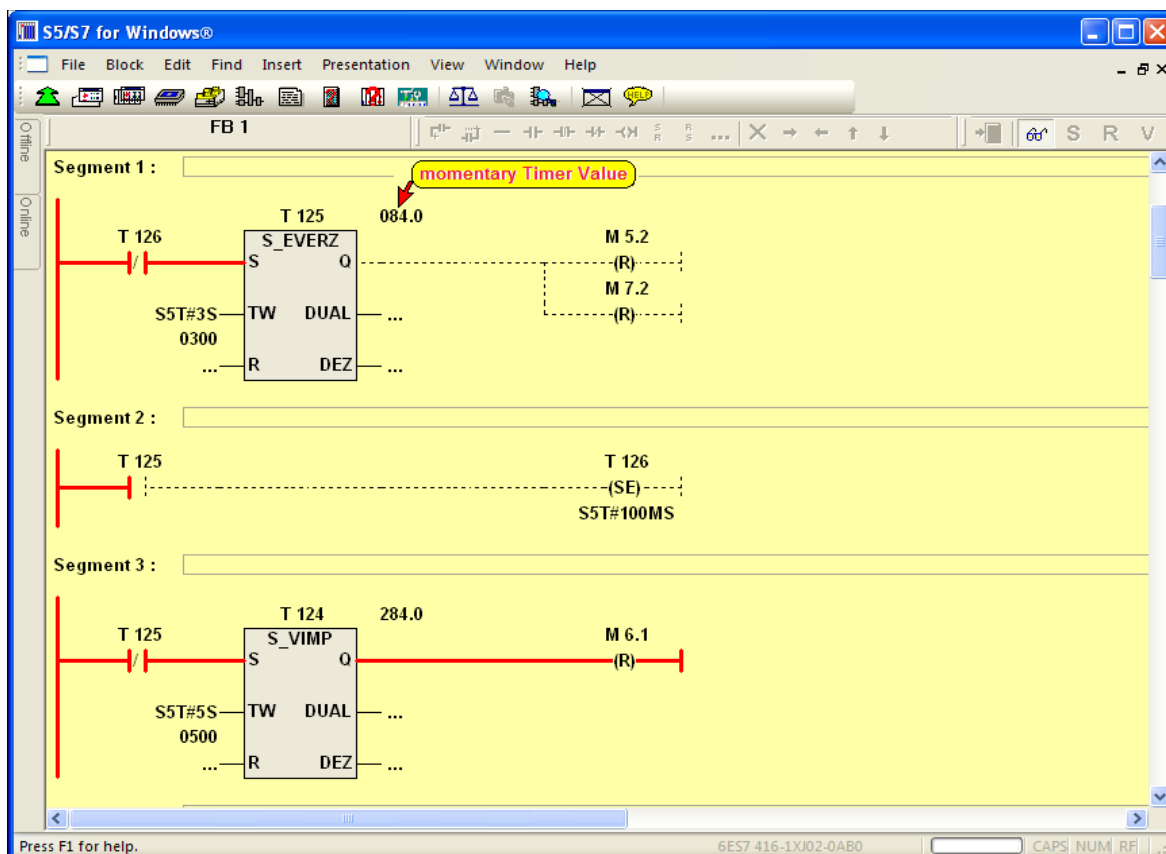 S5/S7 for Windows®
File Block Edit Find Insert Presentation View Window Help
HELP
FB 1
S R V
Offline
Online
Segment 1 :
momentary Timer Value
T 125 084.0
T 126 S_EVERZ M 5.2
S Q (R)
M 7.2
S5T#3S TW DUAL ... (R)
0300
... R DEZ ...
Segment 2 :
T 125 T 126
(SE)
S5T#100MS
Segment 3 :
T 124 284.0
T 125 S_VIMP M 6.1
S Q (R)
S5T#5S TW DUAL ...
0500
... R DEZ ...
Press F1 for help. 6ES7 416-1XJ02-0AB0 CAPS NUM RF